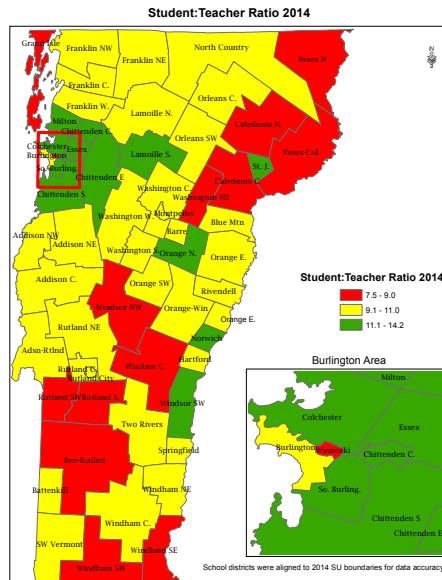 Student:Teacher Ratio 2014
Grand Isle
Franklin NW
Franklin NE
North Country
Essex N
Franklin C.
Orleans C.
Franklin W.
Lamoille N.
Milton
Chittenden C.
Orleans SW
Caledonia N.
Colchester
Essex
Burlington
Lamoille S.
St. J.
Essex-Cal.
So. Burling.
Chittenden E
Caledonia C.
Washington C.
Washington NE
Chittenden S
Washington W.
Montpelier
Blue Mtn
Addison NW
Addison NE
Barre
Washington S.
Orange N.
Orange E.
Addison C.
Orange SW
Rivendell
Windsor NW
Orange-Win
Orange E.
Rutland NE
Norwich
Adsn-Rtlnd
Hartford
Rutland C.
Windsor C.
Rutland City
Rutland SW
Rutland S.
Windsor SW
Two Rivers
Springfield
Ben-Rutlnd
Battenkill
Windham NE
Windham C.
SW Vermont
Windham SE
Windham SW
Student:Teacher Ratio 2014
7.5 - 9.0
9.1 - 11.0
11.1 - 14.2
Burlington Area
Milton
Colchester
Essex
Burlington
Winooski
Chittenden C.
So. Burling.
Chittenden S
Chittenden E
School districts were aligned to 2014 SU boundaries for data accuracy